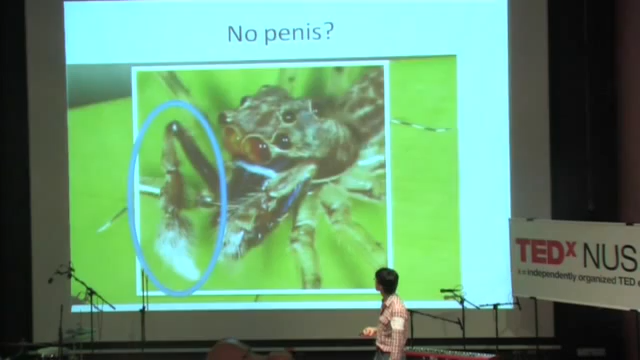 No penis?
TEDx NUS
x = independently organized TED